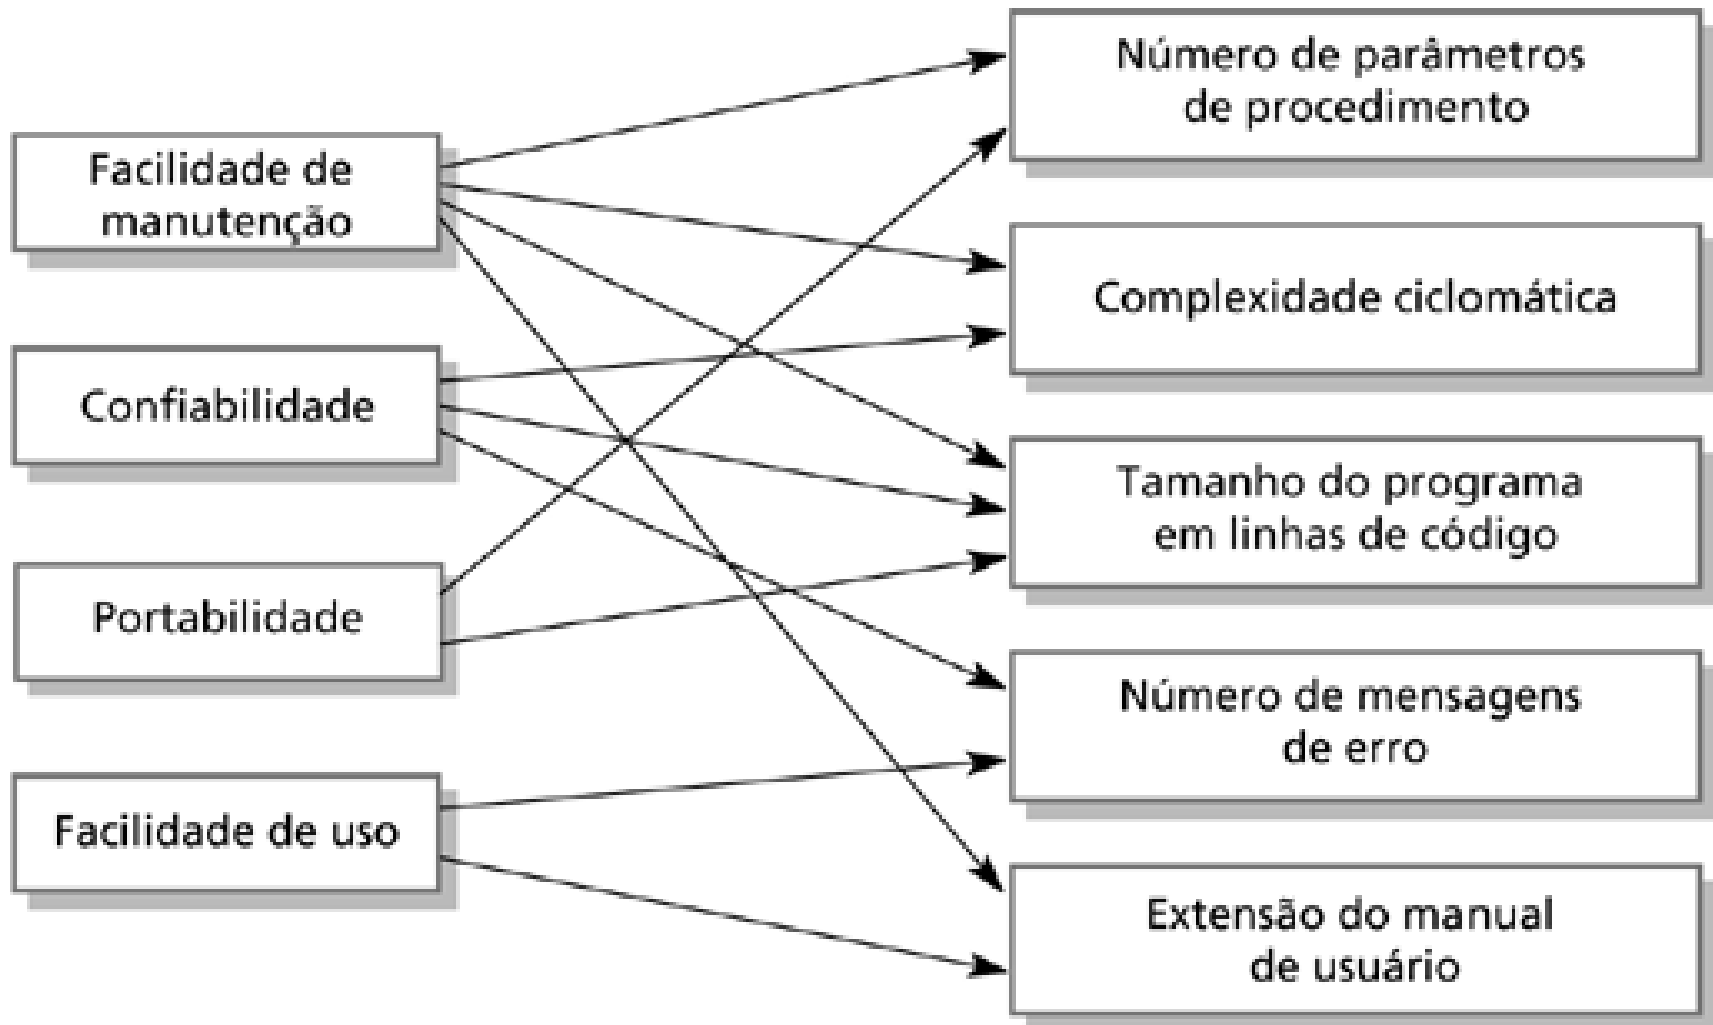 Facilidade de
manutenção
Confiabilidade
Portabilidade
Facilidade de uso
Número de parâmetros
de procedimento
Complexidade ciclomática
Tamanho do programa
em linhas de código
Número de mensagens
de erro
Extensão do manual
de usuário